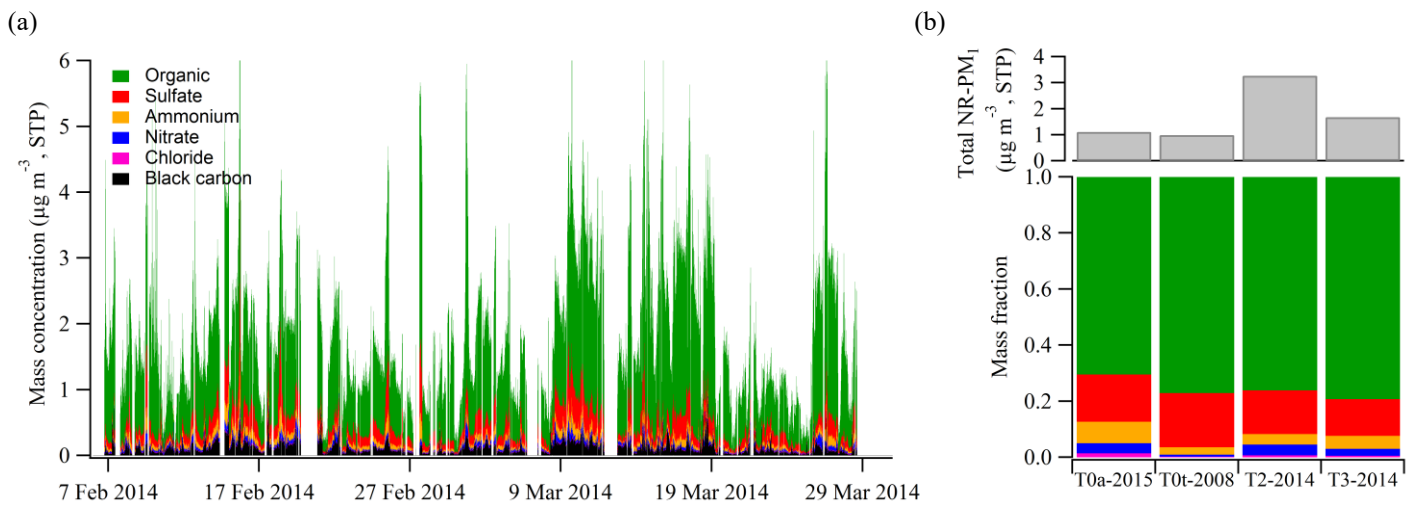 (a)
Mass concentration (µg m⁻³, STP)
6
5
4
3
2
1
0
Organic
Sulfate
Ammonium
Nitrate
Chloride
Black carbon
7 Feb 2014 17 Feb 2014 27 Feb 2014 9 Mar 2014 19 Mar 2014 29 Mar 2014
(b)
Total NR-PM₁
(µg m⁻³, STP)
4
3
2
1
0
Mass fraction
1.0
0.8
0.6
0.4
0.2
0.0
T0a-2015 T0t-2008 T2-2014 T3-2014